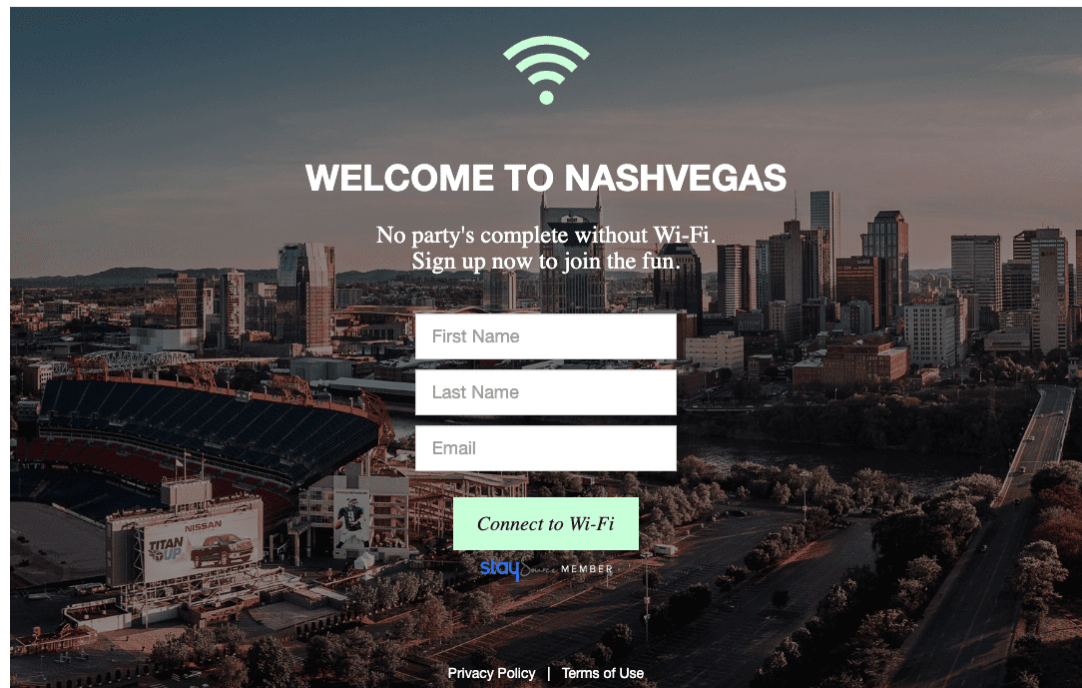 WELCOME TO NASHVEGAS
No party's complete without Wi-Fi.
Sign up now to join the fun.
First Name
Last Name
Email
NISSAN
TITAN
UP
Connect to Wi-Fi
stay Source MEMBER
Privacy Policy | Terms of Use